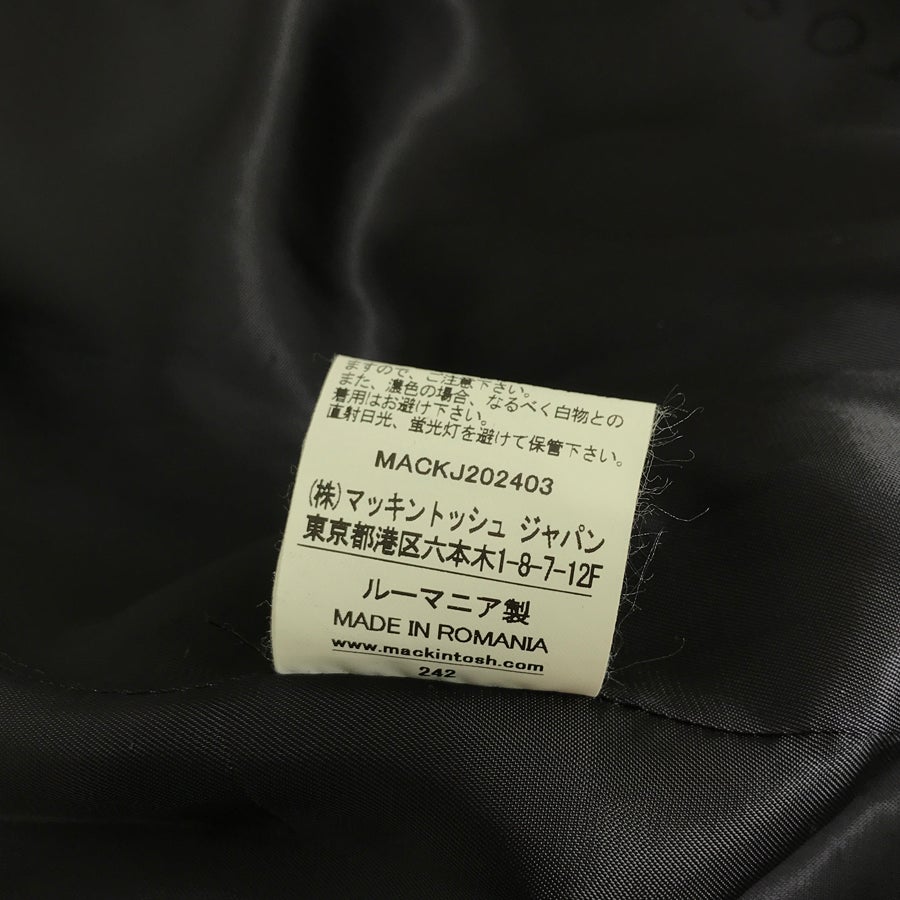 ますので、ご注意下さい。
また、濃色の場合、なるべく白物との
着用はお避け下さい。
直射日光、蛍光灯を避けて保管下さい。
MACKJ202403
(株)マッキントッシュ ジャパン
東京都港区六本木1-8-7-12F
ルーマニア製
MADE IN ROMANIA
www.mackintosh.com
242